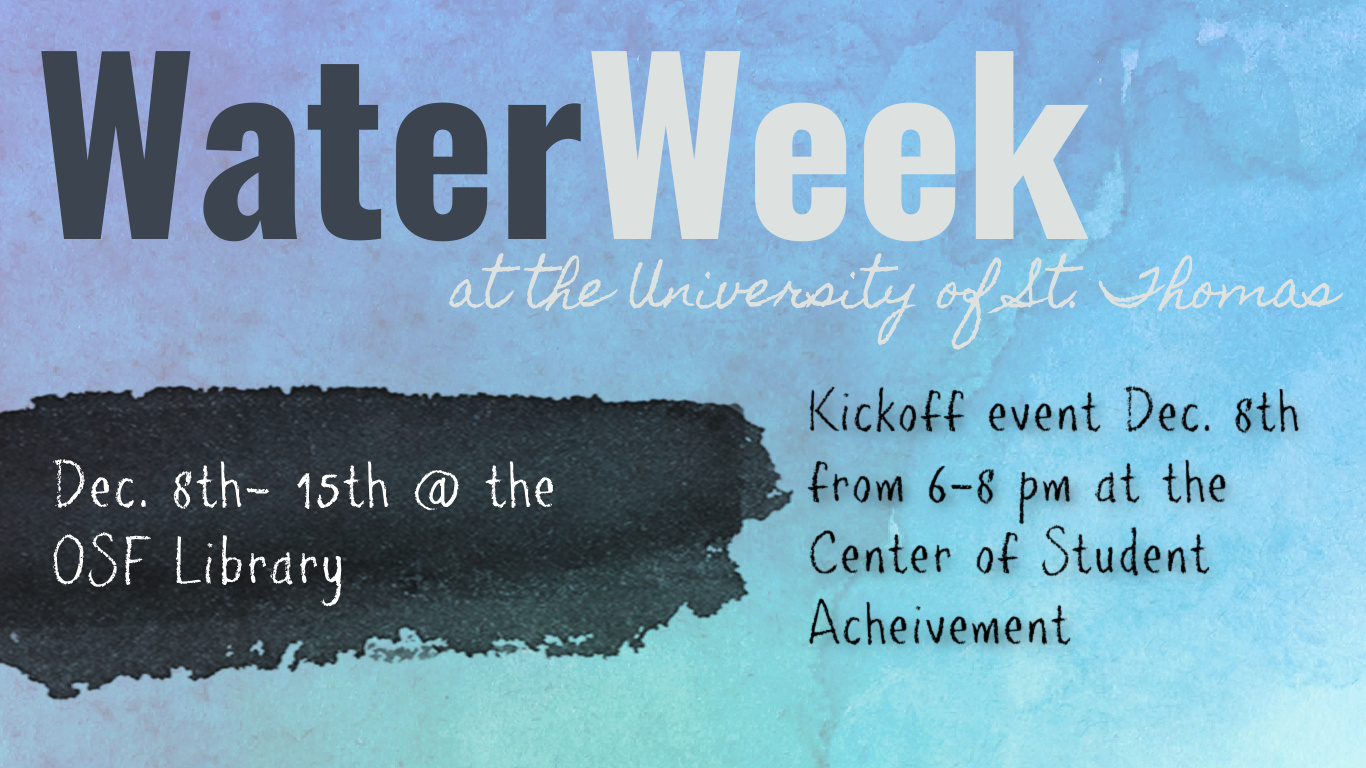 WaterWeek
at the University of St. Thomas
Dec. 8th- 15th @ the
OSF Library
Kickoff event Dec. 8th
from 6-8 pm at the
Center of Student
Acheivement